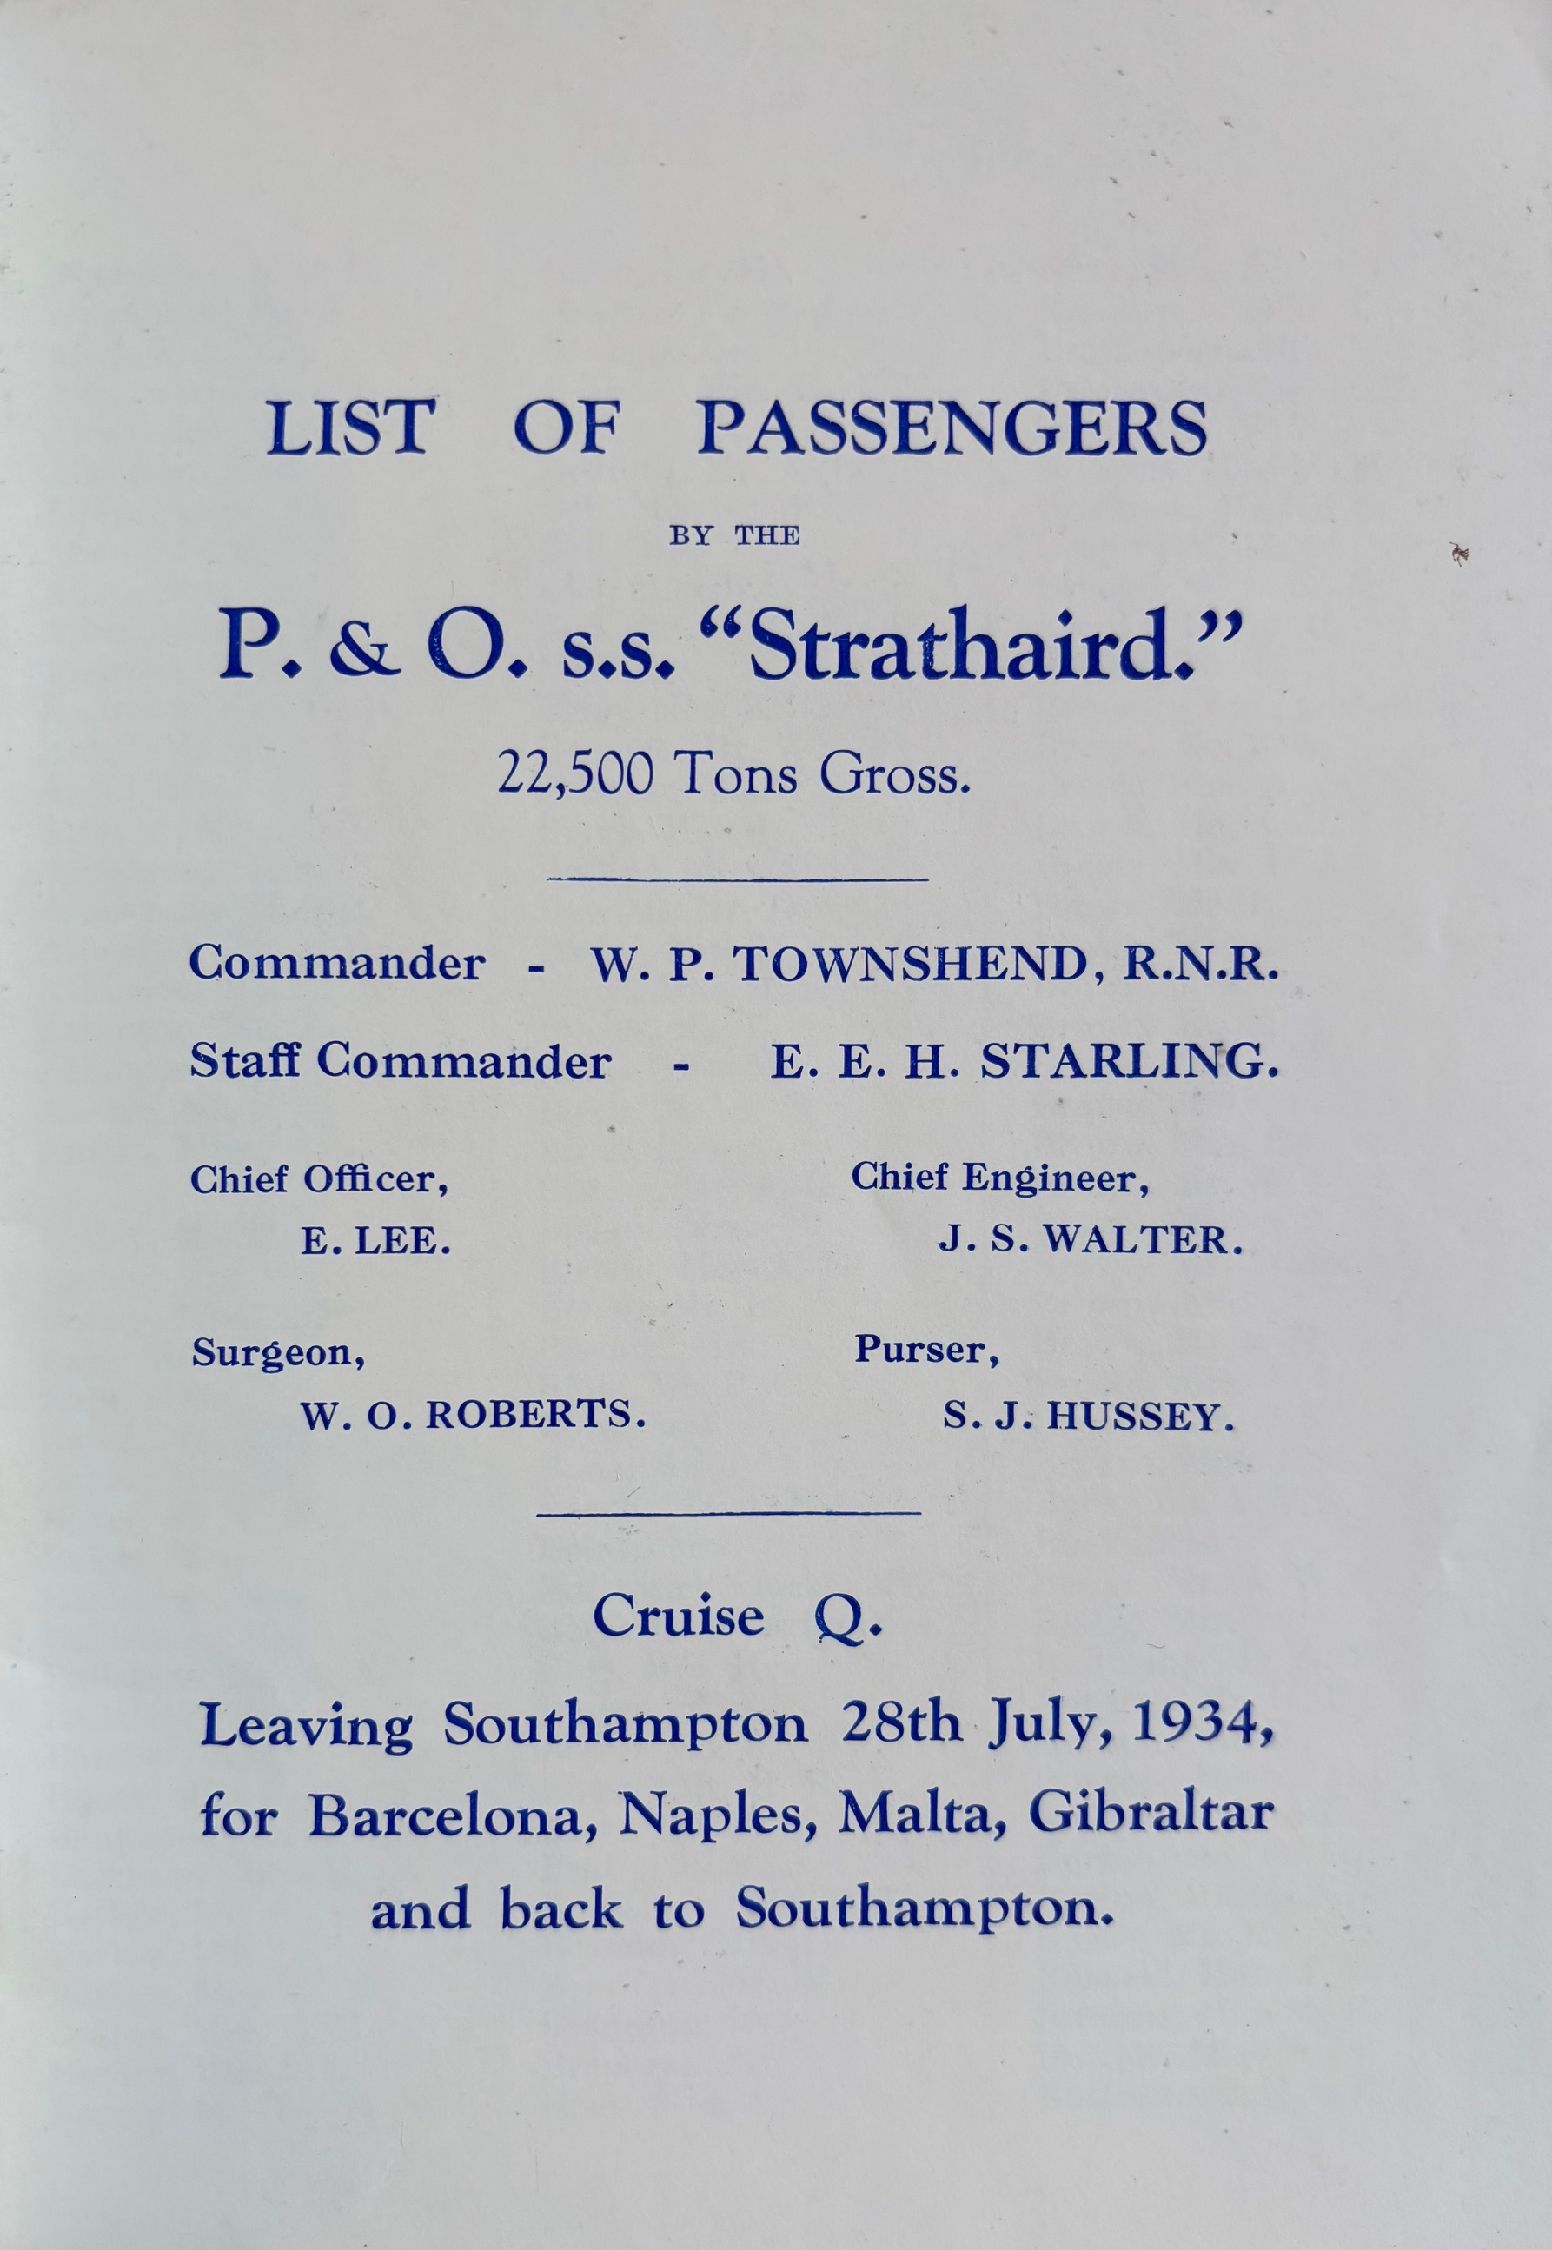 LIST OF PASSENGERS
BY THE
P. & O. s.s. “Strathaird.”
22,500 Tons Gross.
Commander - W. P. TOWNSHEND, R.N.R.
Staff Commander - E. E. H. STARLING.
Chief Officer,
E. LEE.
Chief Engineer,
J. S. WALTER.
Surgeon,
W. O. ROBERTS.
Purser,
S. J. HUSSEY.
Cruise Q.
Leaving Southampton 28th July, 1934,
for Barcelona, Naples, Malta, Gibraltar
and back to Southampton.